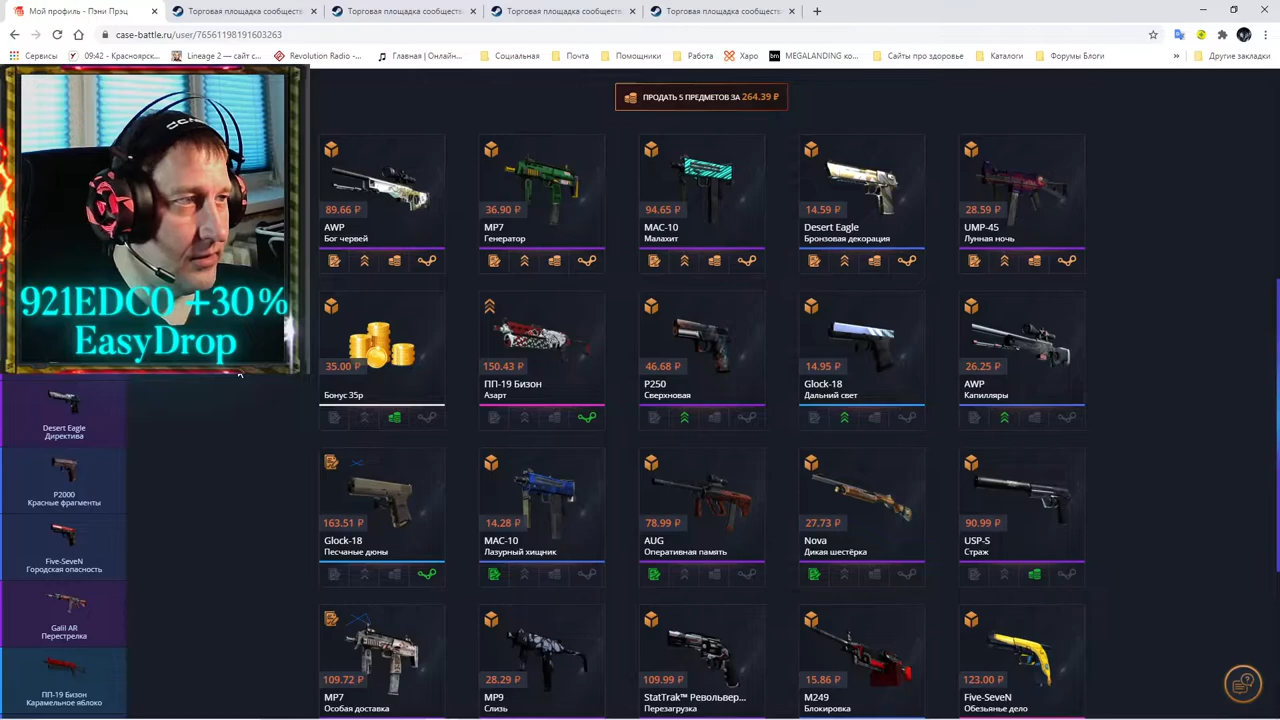 Мой профиль - Пэни Прэц
Торговая площадка сообществ
Торговая площадка сообществ
Торговая площадка сообществ
Торговая площадка сообществ
case-battle.ru/user/76561198191603263
Сервисы
09:42 - Красноярск...
Lineage 2 — сайт с...
Revolution Radio -...
Главная | Онлайн...
Социальная
Почта
Помощники
Работа
Харо
MEGALANDING ко...
Сайты про здоровье
Каталоги
Форумы Блоги
Другие закладки
ПРОДАТЬ 5 ПРЕДМЕТОВ ЗА 264.39 ₽
921EDC0 +30%
EasyDrop
89.66 ₽
36.90 ₽
94.65 ₽
14.59 ₽
28.59 ₽
AWP
MP7
MAC-10
Desert Eagle
UMP-45
Бог червей
Генератор
Малахит
Бронзовая декорация
Лунная ночь
35.00 ₽
150.43 ₽
46.68 ₽
14.95 ₽
26.25 ₽
ПП-19 Бизон
P250
Glock-18
AWP
Бонус 35р
Азарт
Сверхновая
Дальний свет
Капилляры
Desert Eagle
Директива
P2000
Красные фрагменты
163.51 ₽
14.28 ₽
78.99 ₽
27.73 ₽
90.99 ₽
Glock-18
MAC-10
AUG
Nova
USP-S
Песчаные дюны
Лазурный хищник
Оперативная память
Дикая шестёрка
Страж
Five-SeveN
Городская опасность
Galil AR
Перестрелка
109.72 ₽
28.29 ₽
109.99 ₽
15.86 ₽
123.00 ₽
MP7
MP9
StatTrak™ Револьвер...
M249
Five-SeveN
Особая доставка
Слизь
Перезагрузка
Блокировка
Обезьянье дело
ПП-19 Бизон
Карамельное яблоко